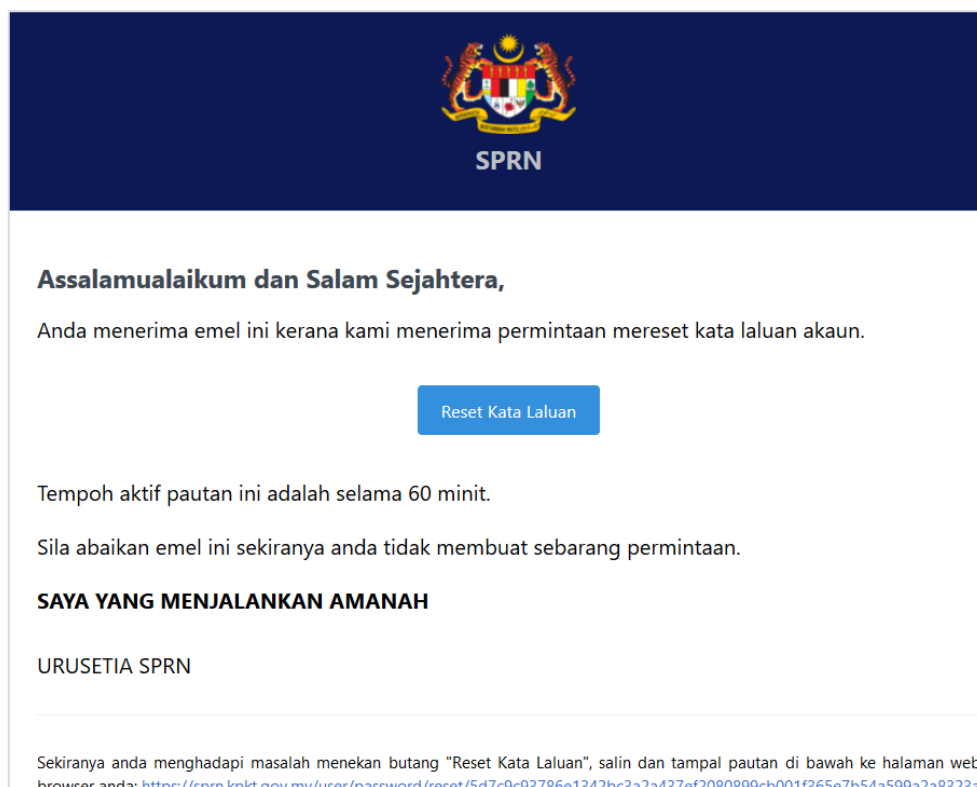 SPRN
Assalamualaikum dan Salam Sejahtera,
Anda menerima emel ini kerana kami menerima permintaan mereset kata laluan akaun.
Reset Kata Laluan
Tempoh aktif pautan ini adalah selama 60 minit.
Sila abaikan emel ini sekiranya anda tidak membuat sebarang permintaan.
SAYA YANG MENJALANKAN AMANAH
URUSETIA SPRN
Sekiranya anda menghadapi masalah menekan butang "Reset Kata Laluan", salin dan tampal pautan di bawah ke halaman web
browser anda: